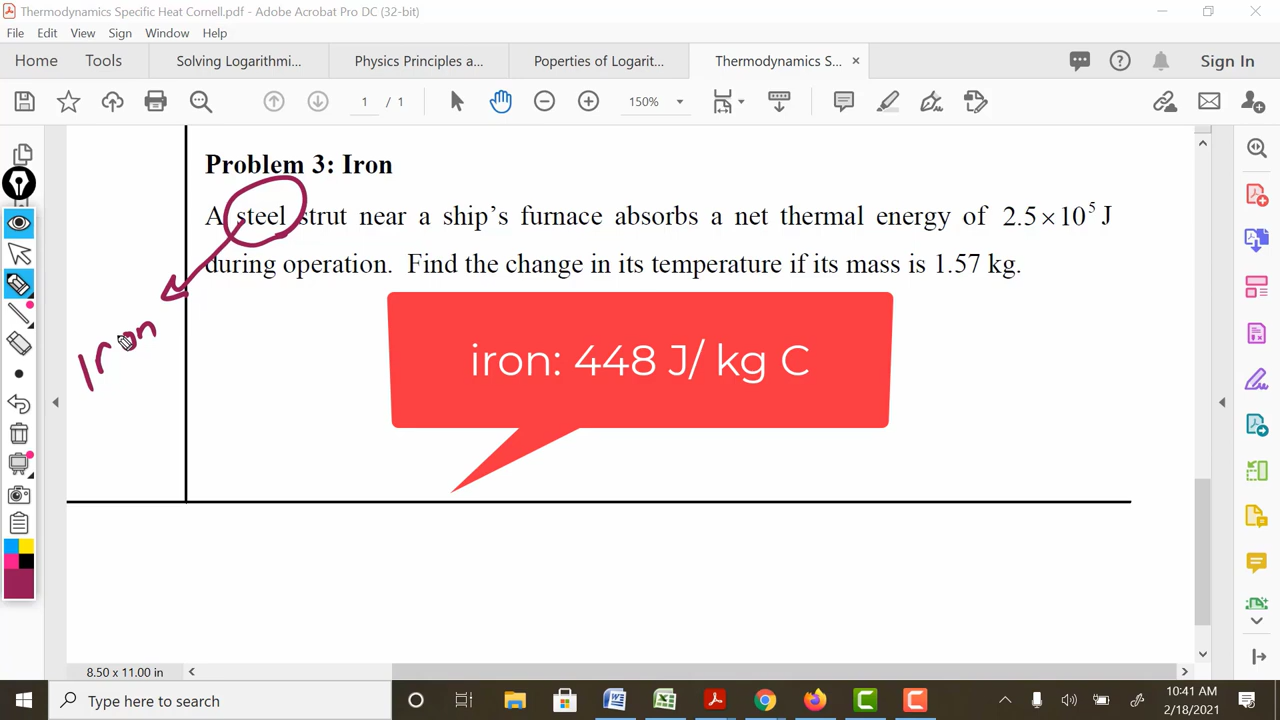 Thermodynamics Specific Heat Cornell.pdf - Adobe Acrobat Pro DC (32-bit)
File Edit View Sign Window Help
Home Tools Solving Logarithmi... Physics Principles a... Poperties of Logarit... Thermodynamics S... × Sign In
1 / 1 150%
Problem 3: Iron
A steel strut near a ship’s furnace absorbs a net thermal energy of 2.5×10⁵ J
during operation. Find the change in its temperature if its mass is 1.57 kg.
Iron
iron: 448 J/ kg C
8.50 x 11.00 in
Type here to search
10:41 AM
2/18/2021